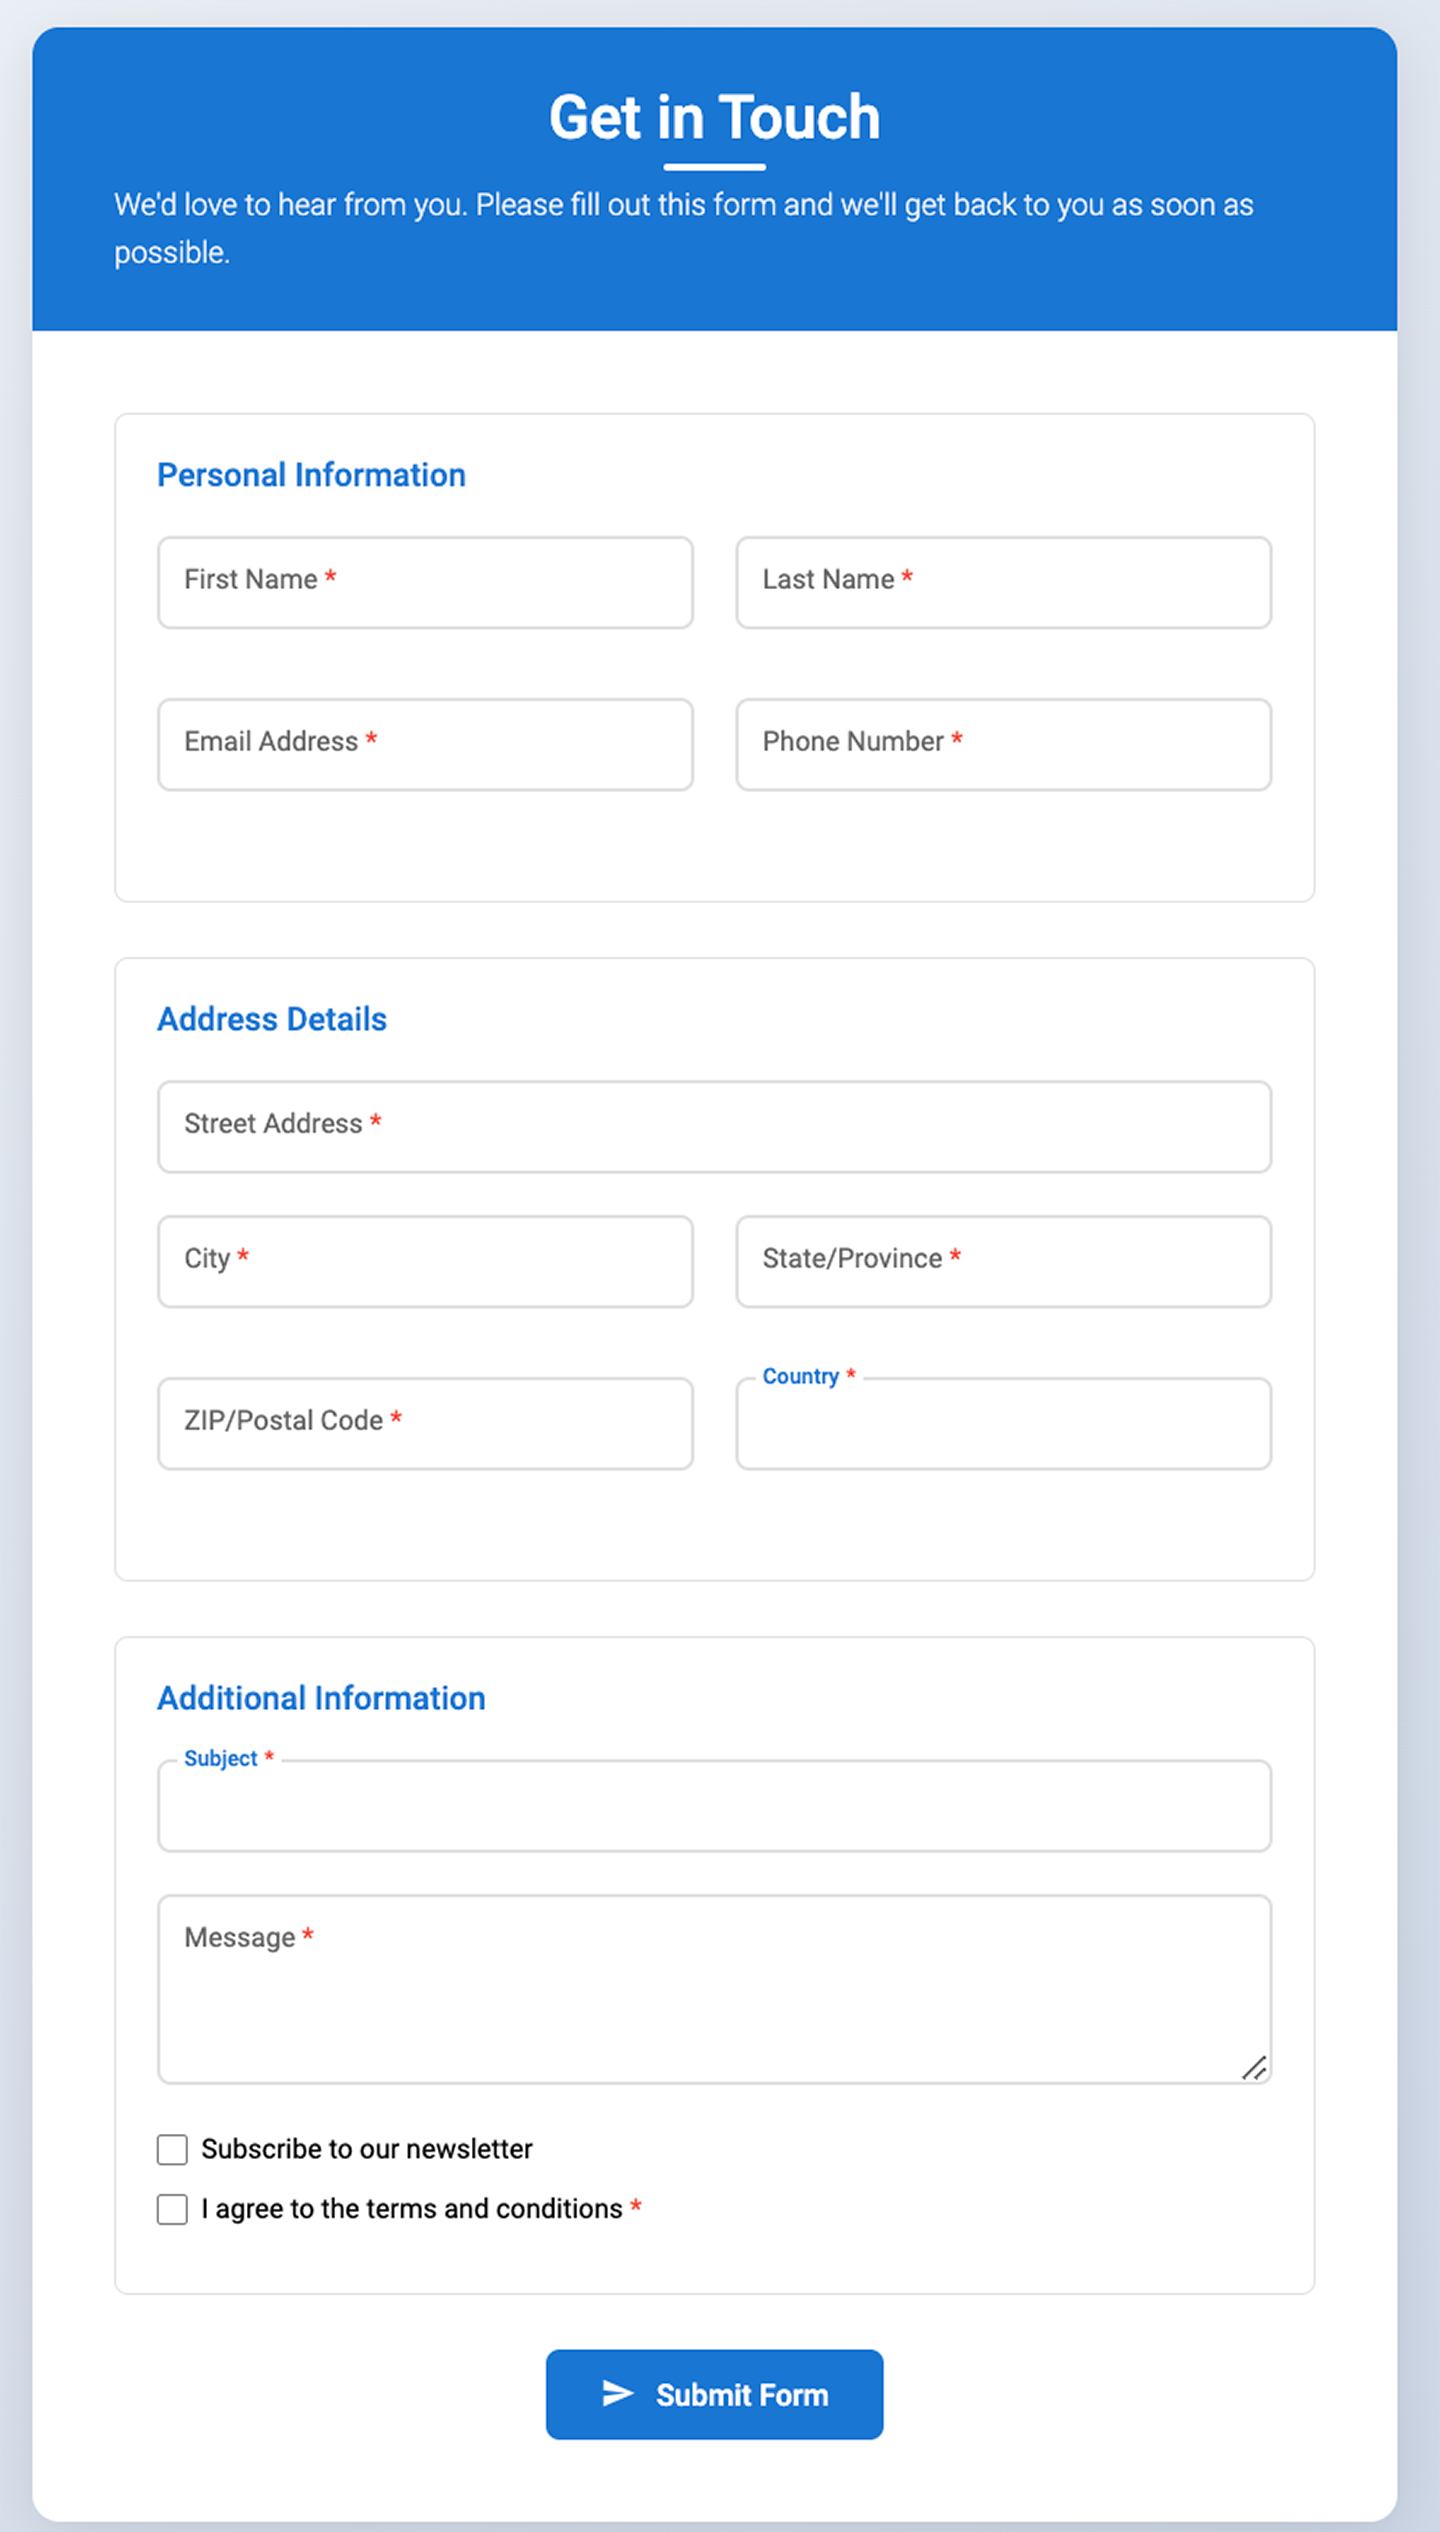 Get in Touch
We'd love to hear from you. Please fill out this form and we'll get back to you as soon as
possible.
Personal Information
First Name *
Last Name *
Email Address *
Phone Number *
Address Details
Street Address *
City *
State/Province *
ZIP/Postal Code *
Country *
Additional Information
Subject *
Message *
Subscribe to our newsletter
I agree to the terms and conditions *
Submit Form